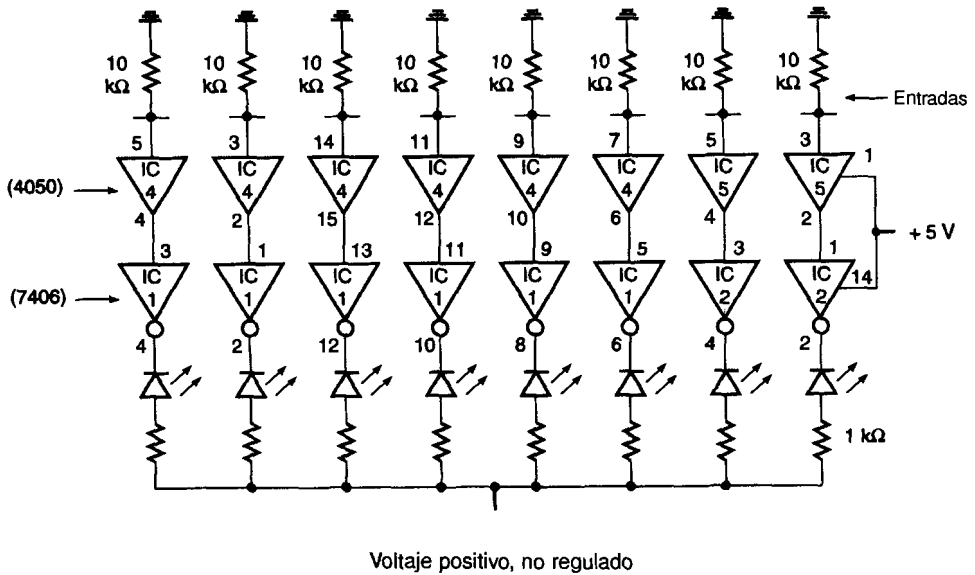 10 10 10 10 10 10 10 10
kΩ kΩ kΩ kΩ kΩ kΩ kΩ kΩ
Entradas
5 3 14 11 9 7 5 3 1
IC IC IC IC IC IC IC IC
(4050) 4 4 4 4 4 4 5 5
4 2 15 12 10 6 4 2
+ 5 V
3 1 13 11 9 5 3 1
IC IC IC IC IC IC IC IC 14
(7406) 1 1 1 1 1 1 2 2
4 2 12 10 8 6 4 2
1 kΩ
Voltaje positivo, no regulado